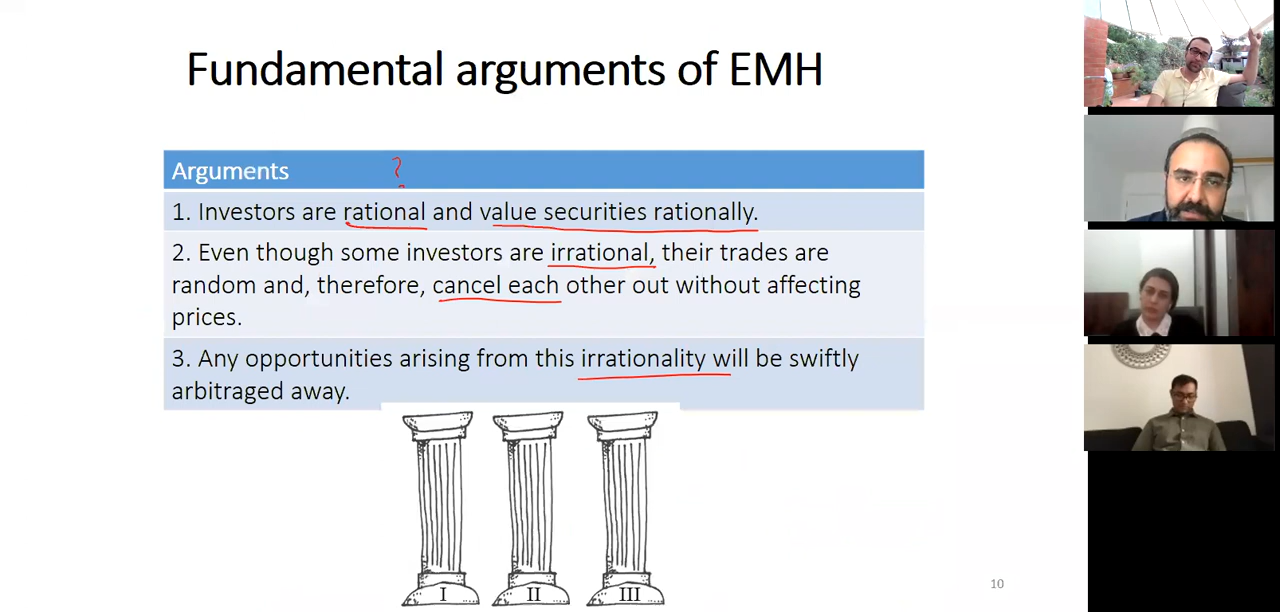 Fundamental arguments of EMH
Arguments
?
1. Investors are rational and value securities rationally.
2. Even though some investors are irrational, their trades are
random and, therefore, cancel each other out without affecting
prices.
3. Any opportunities arising from this irrationality will be swiftly
arbitraged away.
I
II
III
10